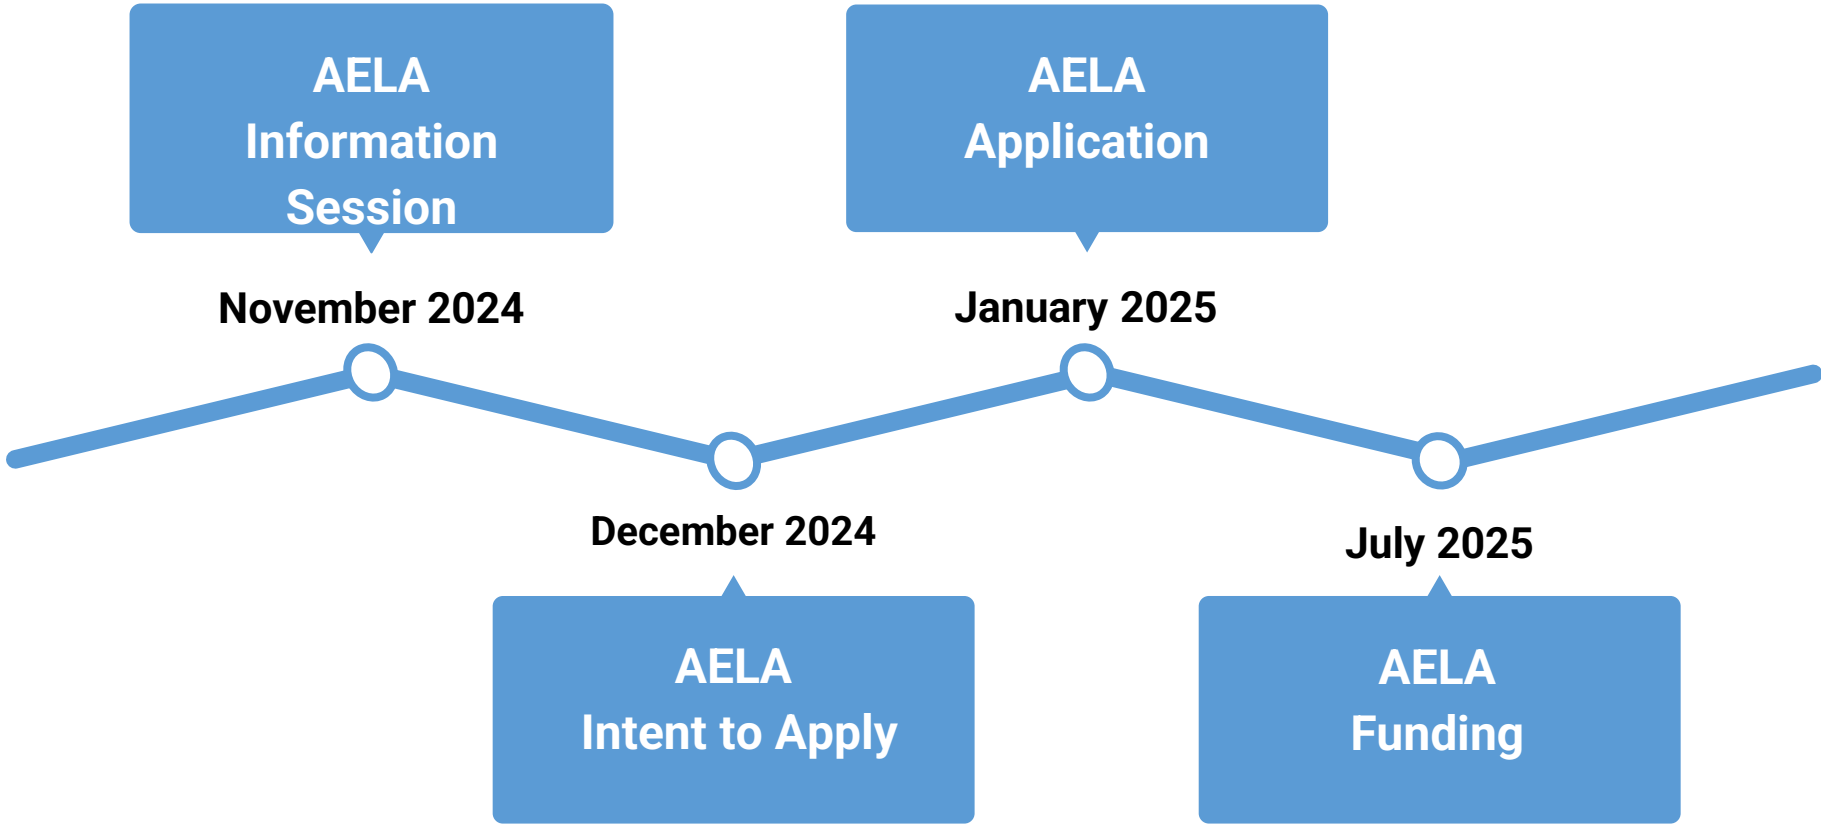 AELA
Information
Session
November 2024
December 2024
AELA
Intent to Apply
AELA
Application
January 2025
July 2025
AELA
Funding